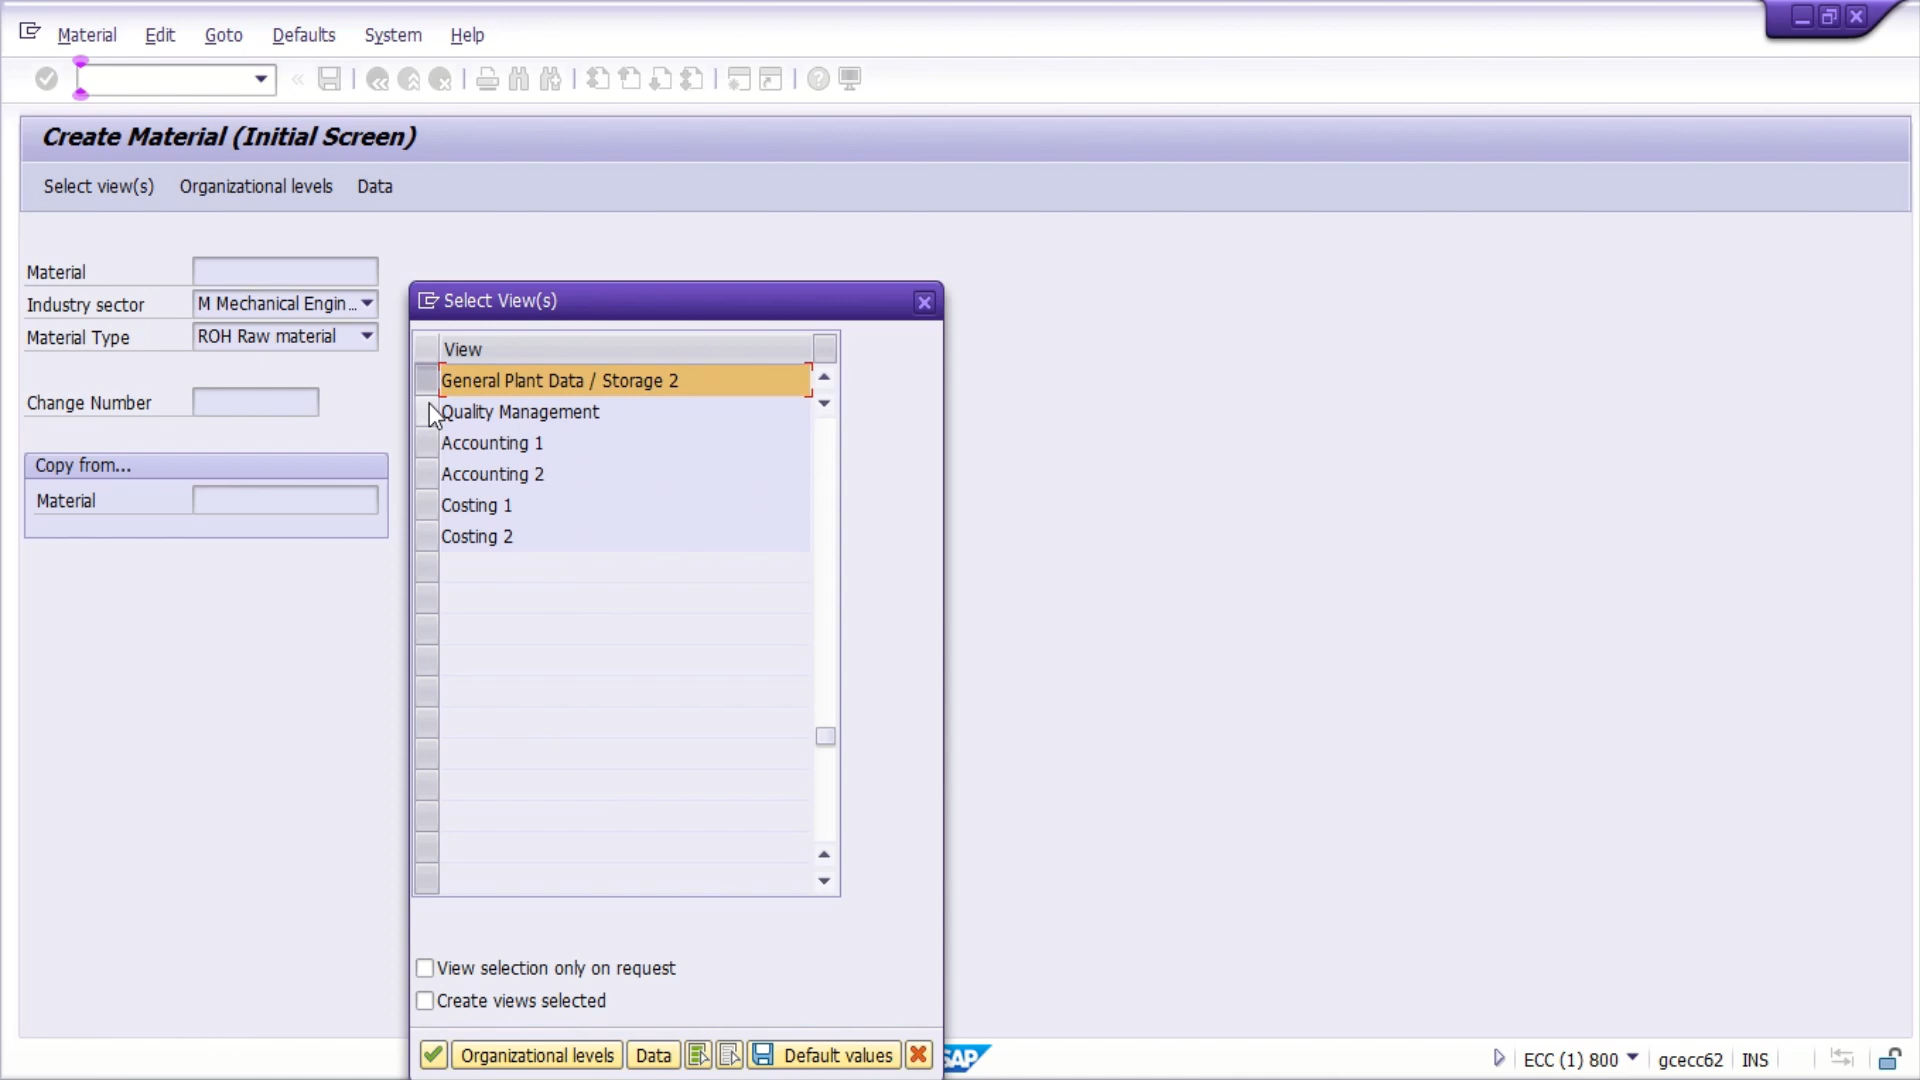 Material Edit Goto Defaults System Help
Create Material (Initial Screen)
Select view(s) Organizational levels Data
Material
Industry sector M Mechanical Engin...
Material Type ROH Raw material
Change Number
Copy from...
Material
Select View(s)
View
General Plant Data / Storage 2
Quality Management
Accounting 1
Accounting 2
Costing 1
Costing 2
View selection only on request
Create views selected
Organizational levels Data Default values
SAP
ECC (1) 800 gcecc62 INS